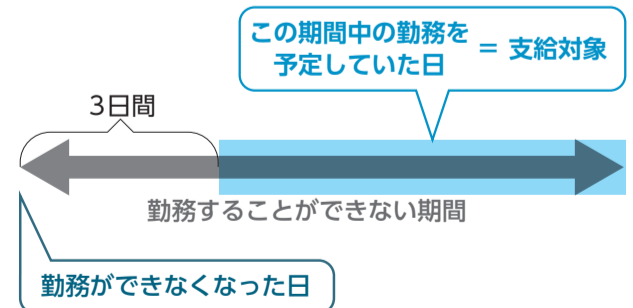 この期間中の勤務を
予定していた日
= 支給対象
3日間
勤務することができない期間
勤務ができなくなった日